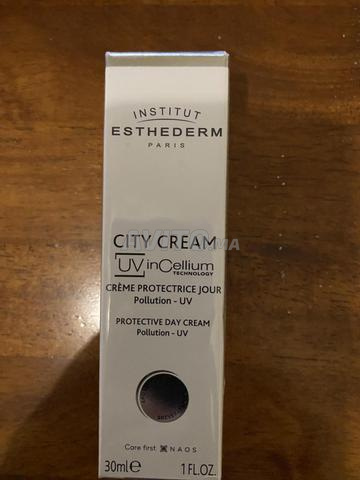 INSTITUT
ESTHEDERM
PARIS
CITY CREAM
UV inCellium
TECHNOLOGY
CRÈME PROTECTRICE JOUR
Pollution - UV
PROTECTIVE DAY CREAM
Pollution - UV
Care first NAOS
30ml e 1 FL.OZ.